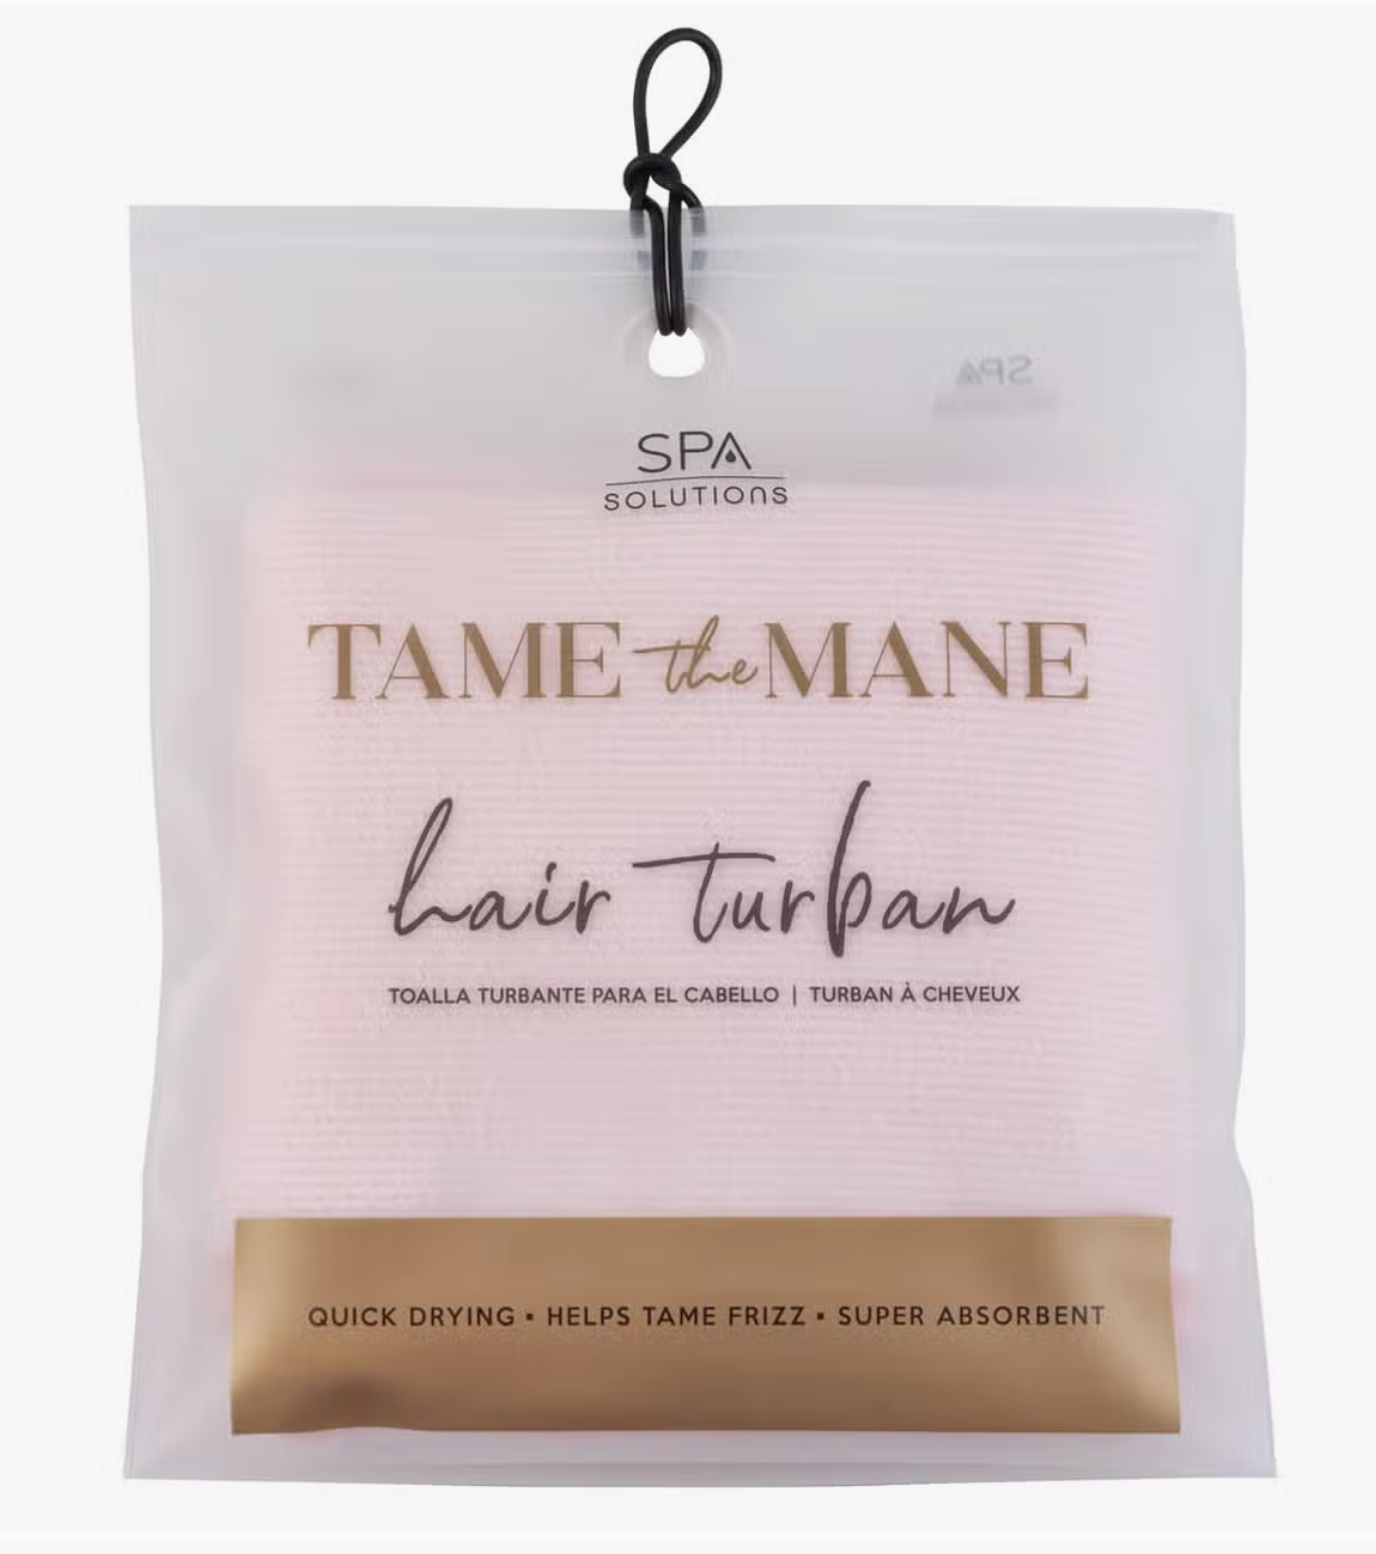 SPA
SOLUTIONS
TAME the MANE
hair turban
TOALLA TURBANTE PARA EL CABELLO | TURBAN À CHEVEUX
QUICK DRYING ▪ HELPS TAME FRIZZ ▪ SUPER ABSORBENT
SPA